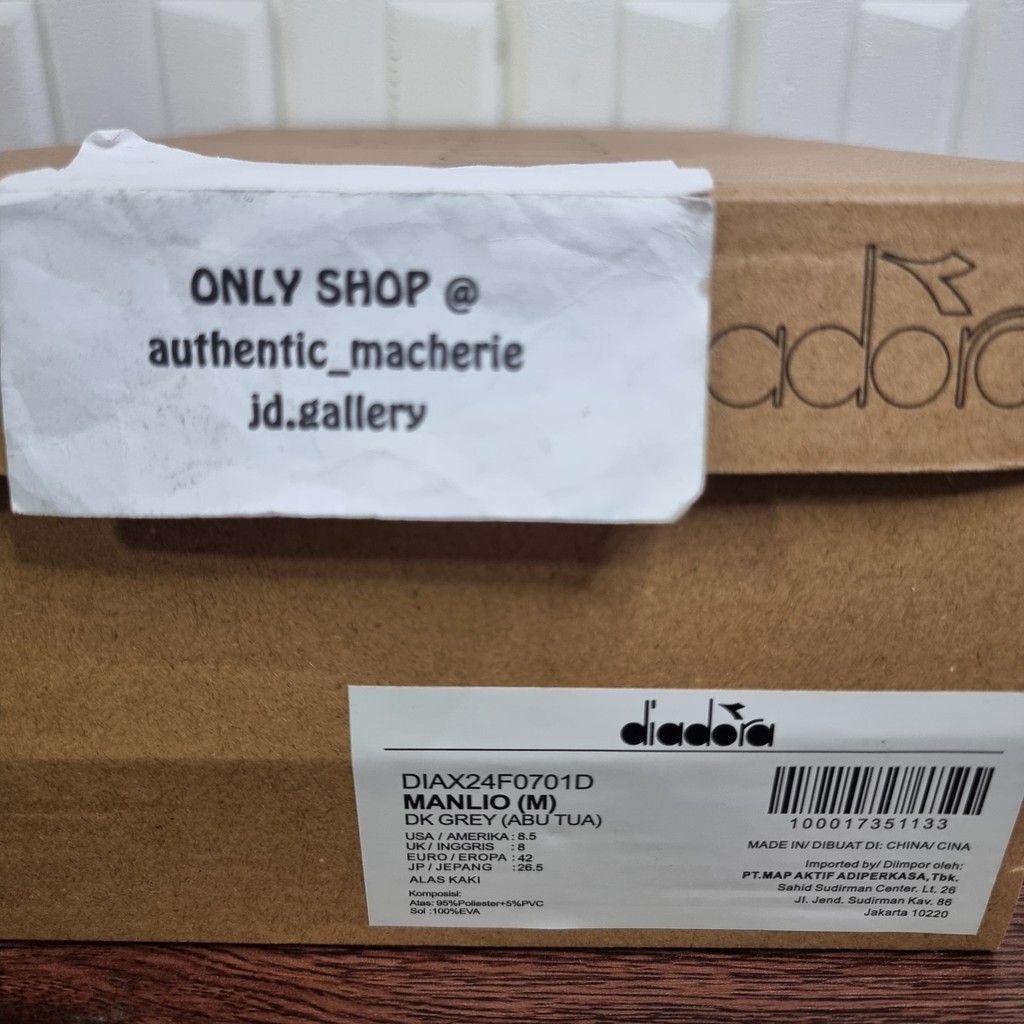 ONLY SHOP @
authentic_macherie
jd.gallery
diadora
diadora
DIAX24F0701D
MANLIO (M)
DK GREY (ABU TUA)
USA / AMERIKA : 8.5
UK / INGGRIS : 8
EURO / EROPA : 42
JP / JEPANG : 26.5
ALAS KAKI
Komposisi:
Atas: 95%Poliester+5%PVC
Sol :100%EVA
100017351133
MADE IN/ DIBUAT DI: CHINA/ CINA
Imported by/ Diimpor oleh:
PT.MAP AKTIF ADIPERKASA,Tbk.
Sahid Sudirman Center. Lt. 26
Jl. Jend. Sudirman Kav. 86
Jakarta 10220